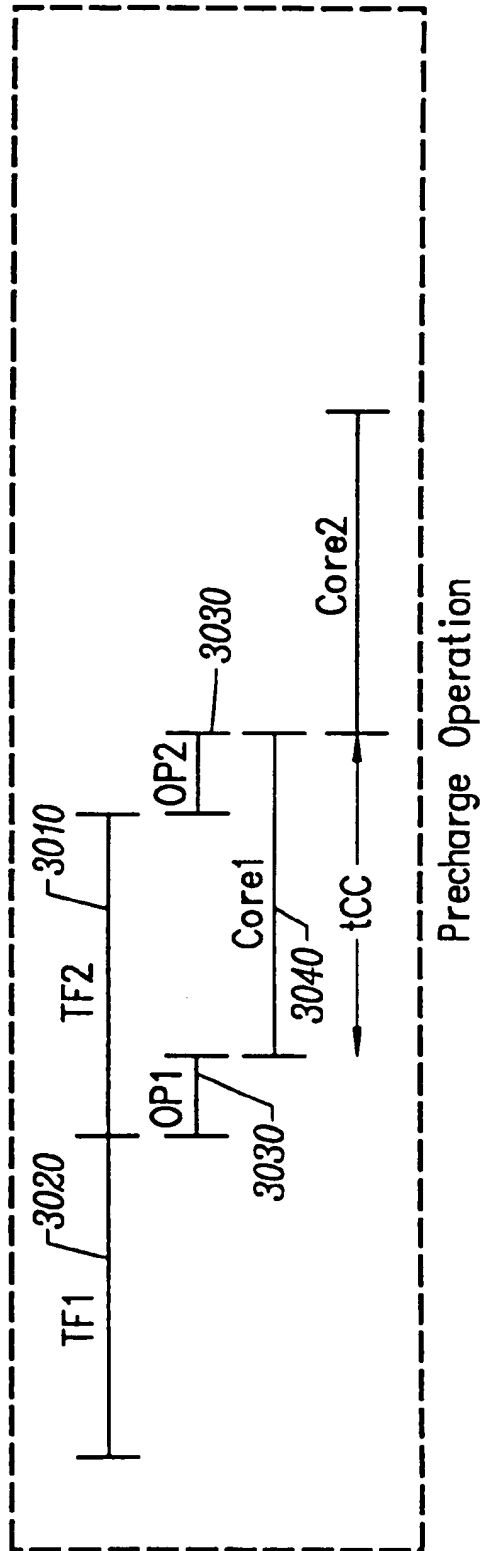 TF1
3020
TF2
3010
OP1
3030
OP2
3030
Core1
3040
tCC
Core2
Precharge Operation